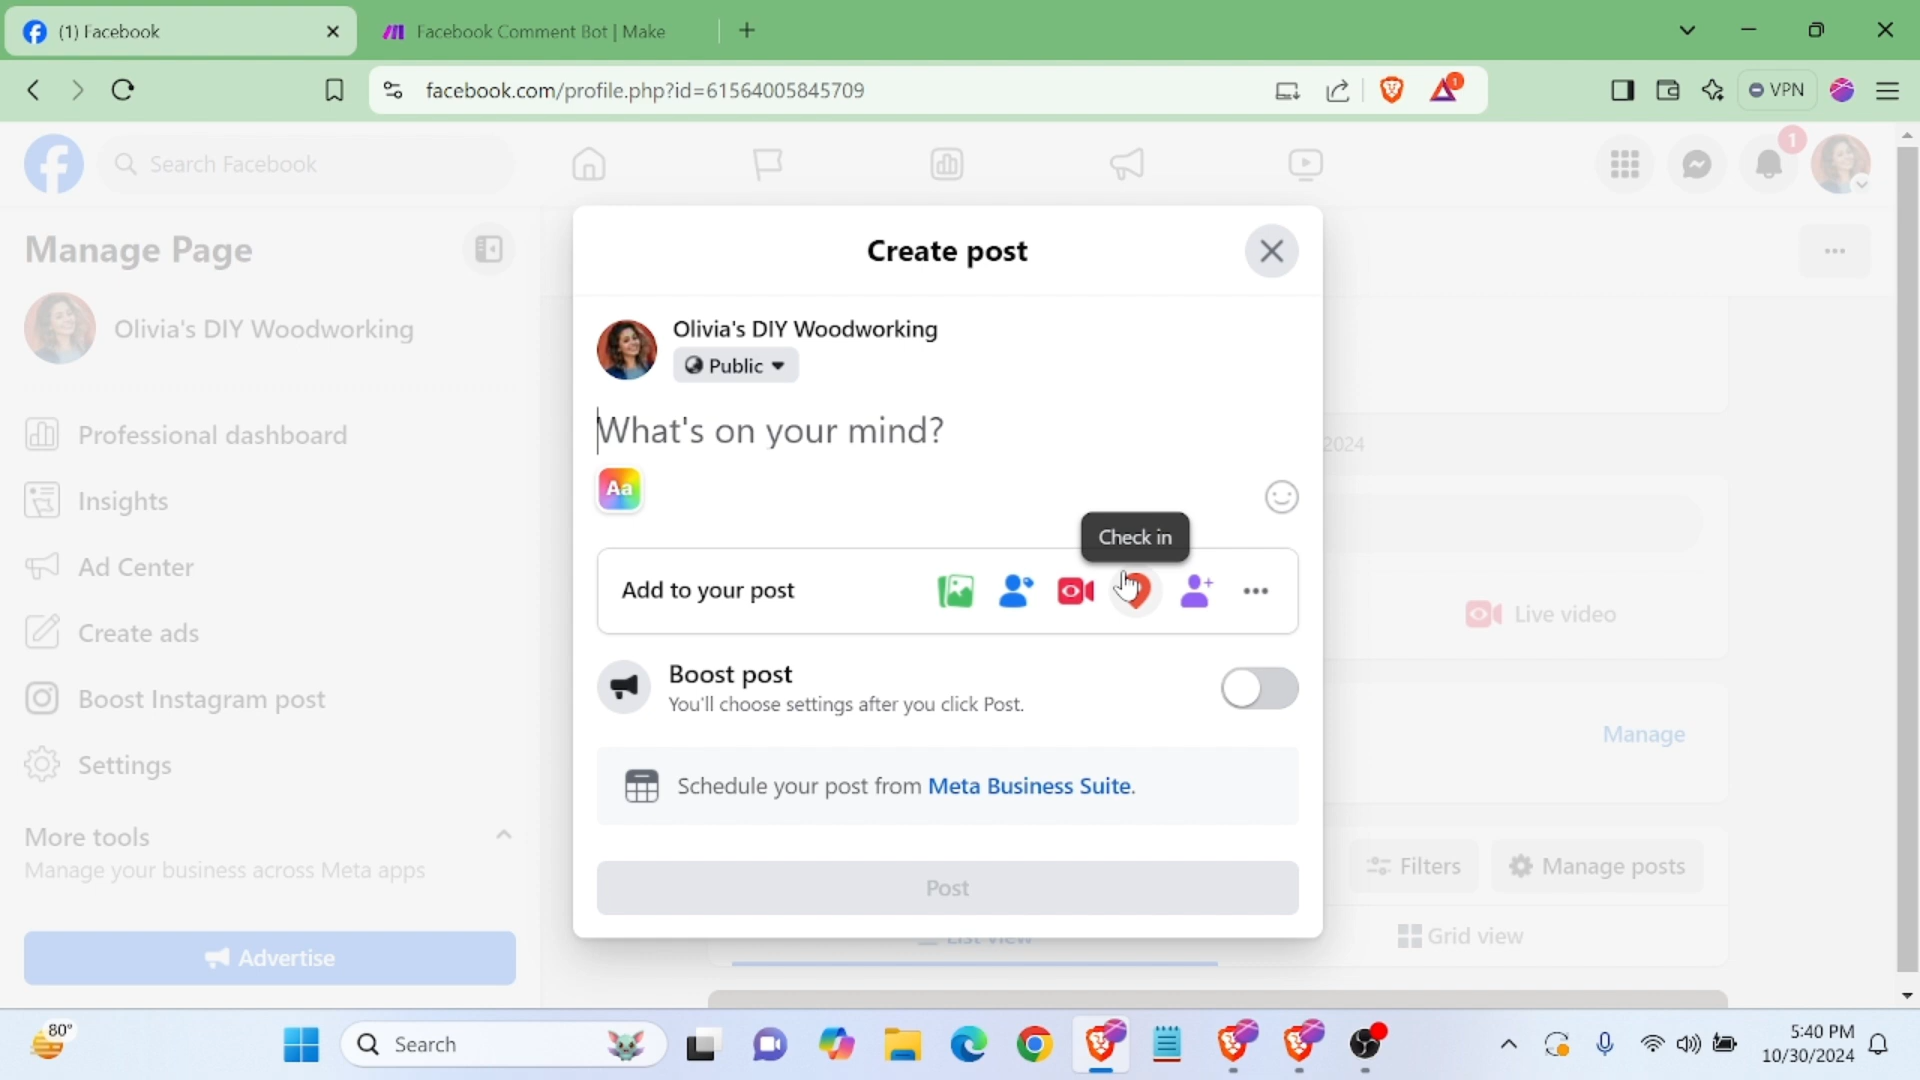 (1) Facebook
Facebook Comment Bot | Make
facebook.com/profile.php?id=61564005845709
1
VPN
Search Facebook
1
Manage Page
Olivia's DIY Woodworking
Professional dashboard
Insights
Ad Center
Create ads
Boost Instagram post
Settings
More tools
Manage your business across Meta apps
Advertise
Create post
Olivia's DIY Woodworking
Public
What's on your mind?
Aa
Check in
Add to your post
Boost post
You'll choose settings after you click Post.
Schedule your post from Meta Business Suite.
Post
2024
Live video
Manage
Filters
Manage posts
List view
Grid view
80°
Search
5:40 PM
10/30/2024